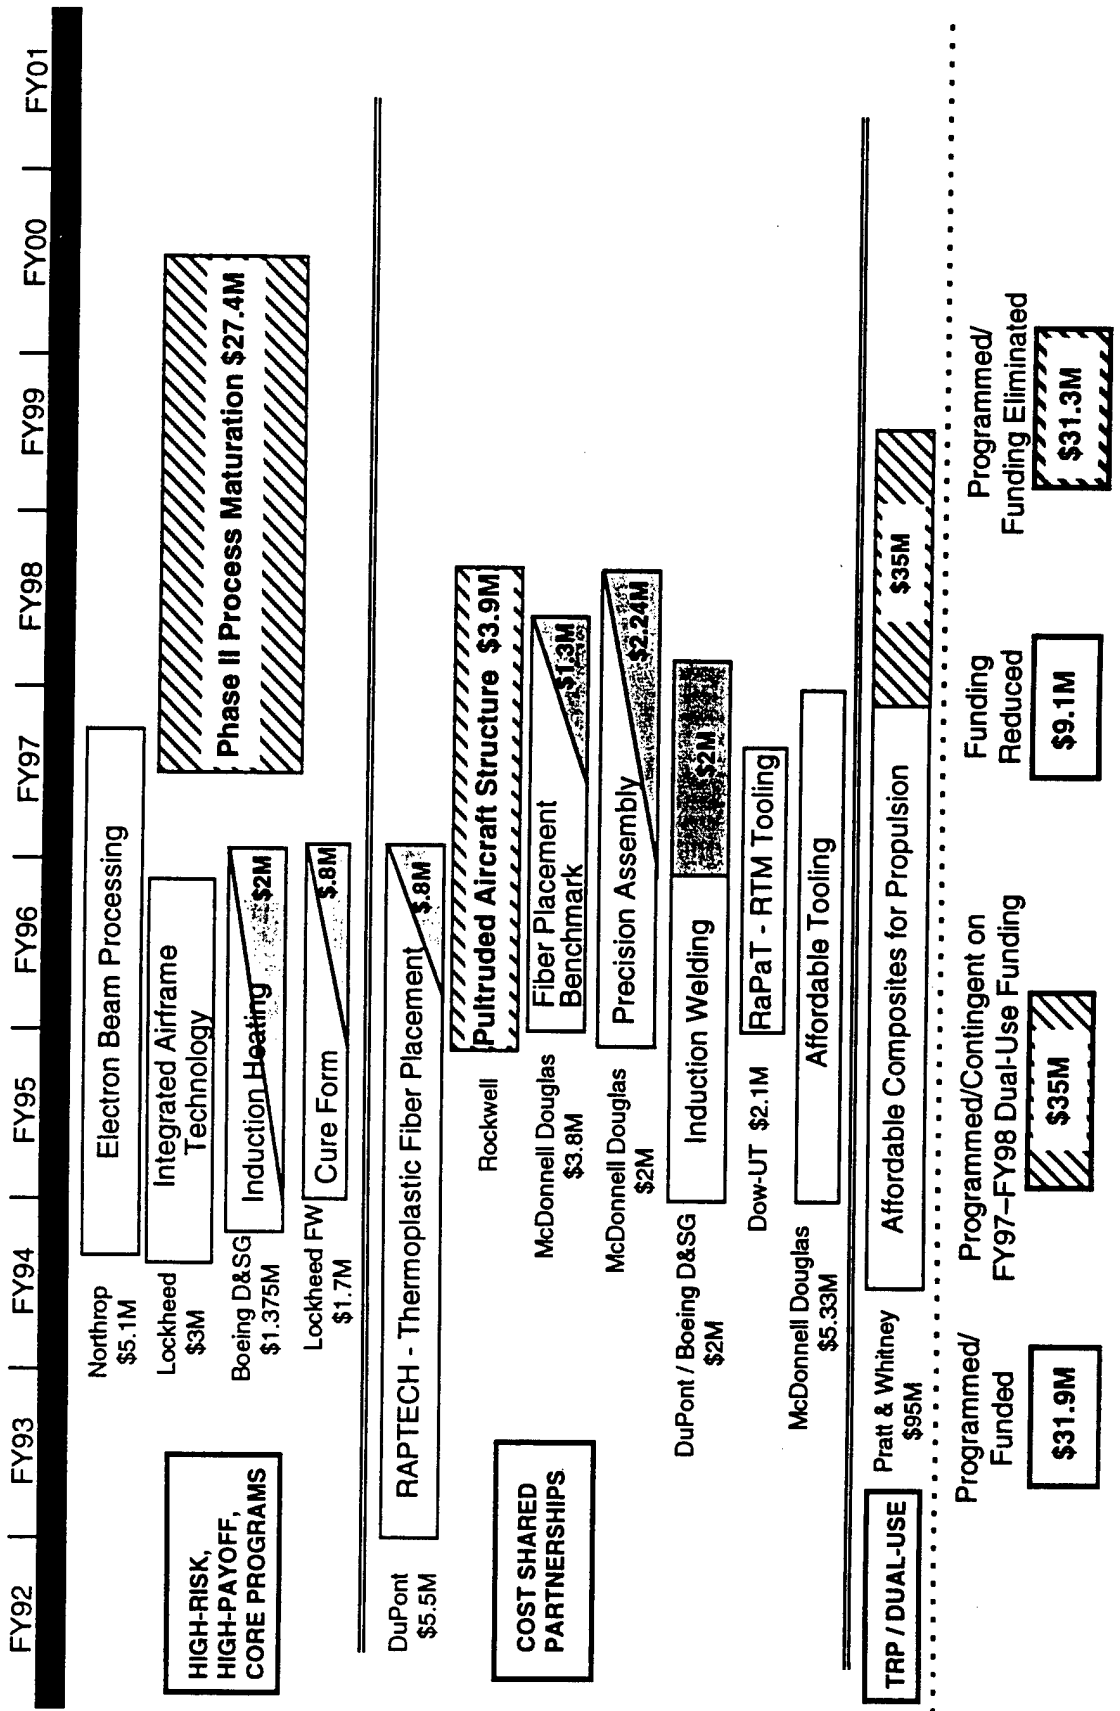 FY92
FY93
FY94
FY95
FY96
FY97
FY98
FY99
FY00
FY01
HIGH-RISK,
HIGH-PAYOFF,
CORE PROGRAMS
Northrop
$5.1M
Electron Beam Processing
Lockheed
$3M
Integrated Airframe
Technology
Phase II Process Maturation $27.4M
Boeing D&SG
$1.375M
Induction Heating
$2M
Lockheed FW
$1.7M
Cure Form
$.8M
DuPont
$5.5M
RAPTECH - Thermoplastic Fiber Placement
$.8M
COST SHARED
PARTNERSHIPS
Rockwell
Pultruded Aircraft Structure $3.9M
McDonnell Douglas
$3.8M
Fiber Placement
Benchmark
$1.3M
McDonnell Douglas
$2M
Precision Assembly
$2.24M
DuPont / Boeing D&SG
$2M
Induction Welding
$2M
Dow-UT $2.1M
RaPaT - RTM Tooling
McDonnell Douglas
$5.33M
Affordable Tooling
TRP / DUAL-USE
Pratt & Whitney
$95M
Affordable Composites for Propulsion
$35M
Programmed/
Funded
$31.9M
Programmed/Contingent on
FY97–FY98 Dual-Use Funding
$35M
Funding
Reduced
$9.1M
Programmed/
Funding Eliminated
$31.3M